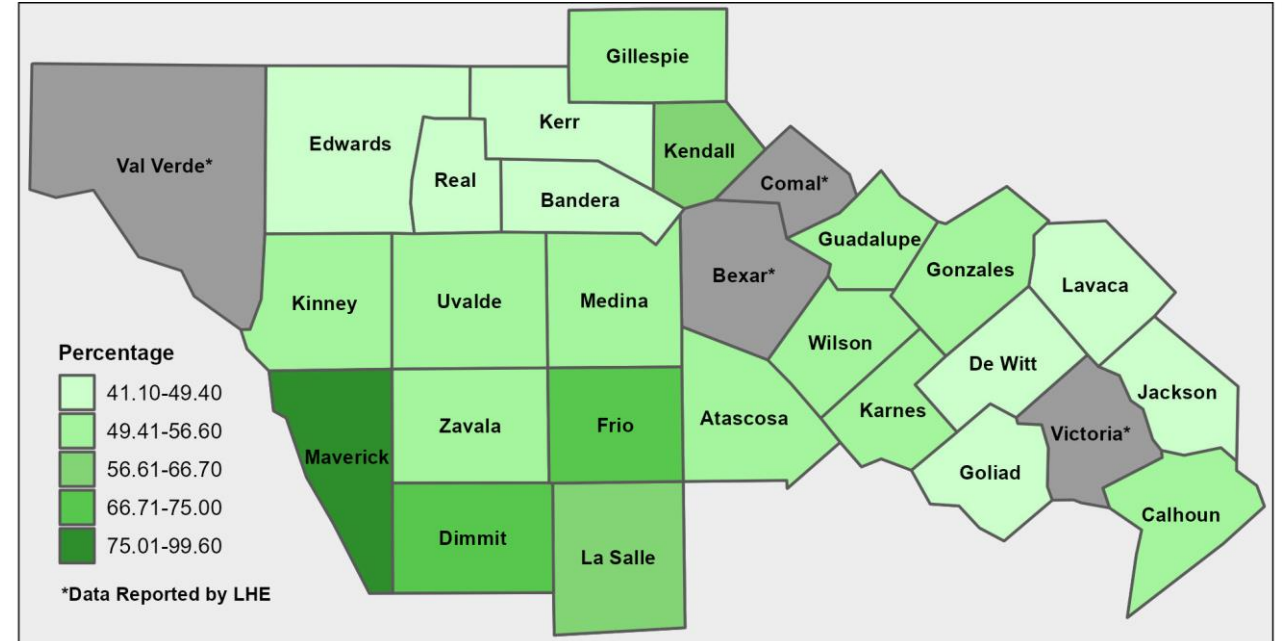 Gillespie
Edwards
Kerr
Kendall
Val Verde*
Real
Bandera
Comal*
Guadalupe
Gonzales
Bexar*
Lavaca
Kinney
Uvalde
Medina
Wilson
De Witt
Jackson
Percentage
41.10-49.40
49.41-56.60
56.61-66.70
66.71-75.00
75.01-99.60
*Data Reported by LHE
Zavala
Frio
Atascosa
Karnes
Victoria*
Maverick
Goliad
Calhoun
Dimmit
La Salle